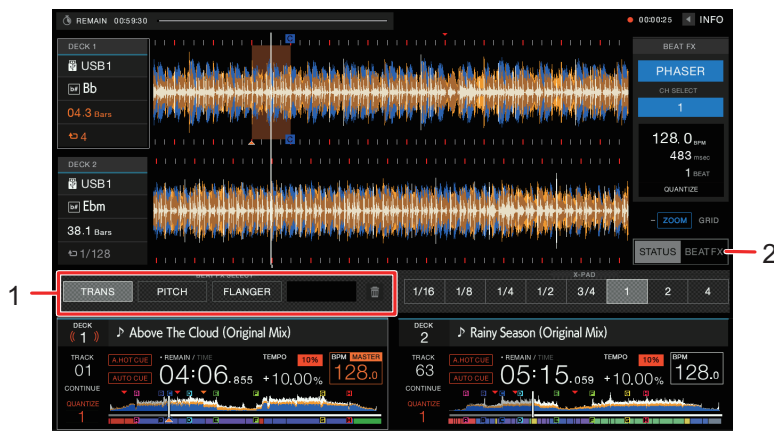 REMAIN 00:59:30
00:00:25 INFO
DECK 1
USB1
Bb
04.3 Bars
4
C
C
DECK 2
USB1
Ebm
38.1 Bars
1/128
BEAT FX
PHASER
CH SELECT
1
128.0 BPM
483 msec
1 BEAT
QUANTIZE
- ZOOM GRID
STATUS BEAT FX
2
1
BEAT FX SELECT
TRANS PITCH FLANGER
X-PAD
1/16 1/8 1/4 1/2 3/4 1 2 4
DECK 1
Above The Cloud (Original Mix)
TRACK 01
CONTINUE
QUANTIZE 1
A.HOT CUE
AUTO CUE
REMAIN / TIME
04:06.855
TEMPO 10%
+10.00%
BPM MASTER
128.0
A B C D E F G H
A B D E F G H
DECK 2
Rainy Season (Original Mix)
TRACK 63
CONTINUE
QUANTIZE 1
A.HOT CUE
AUTO CUE
REMAIN / TIME
05:15.059
TEMPO 10%
+10.00%
BPM
128.0